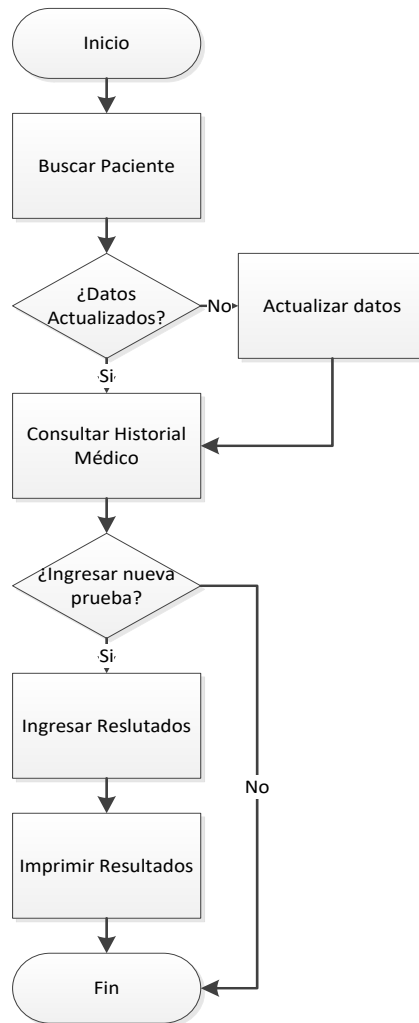 Inicio
Buscar Paciente
¿Datos
Actualizados?
No
Actualizar datos
Si
Consultar Historial
Médico
¿Ingresar nueva
prueba?
Si
Ingresar Reslutados
No
Imprimir Resultados
Fin